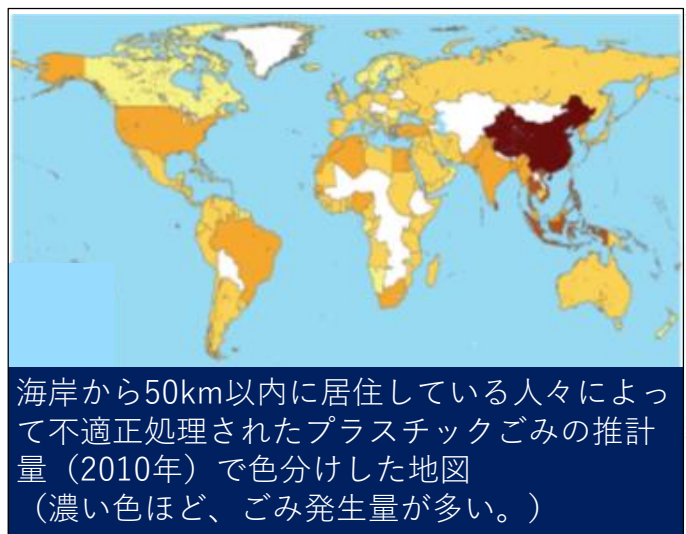 海岸から50km以内に居住している人々によっ
て不適正処理されたプラスチックごみの推計
量（2010年）で色分けした地図
（濃い色ほど、ごみ発生量が多い。）